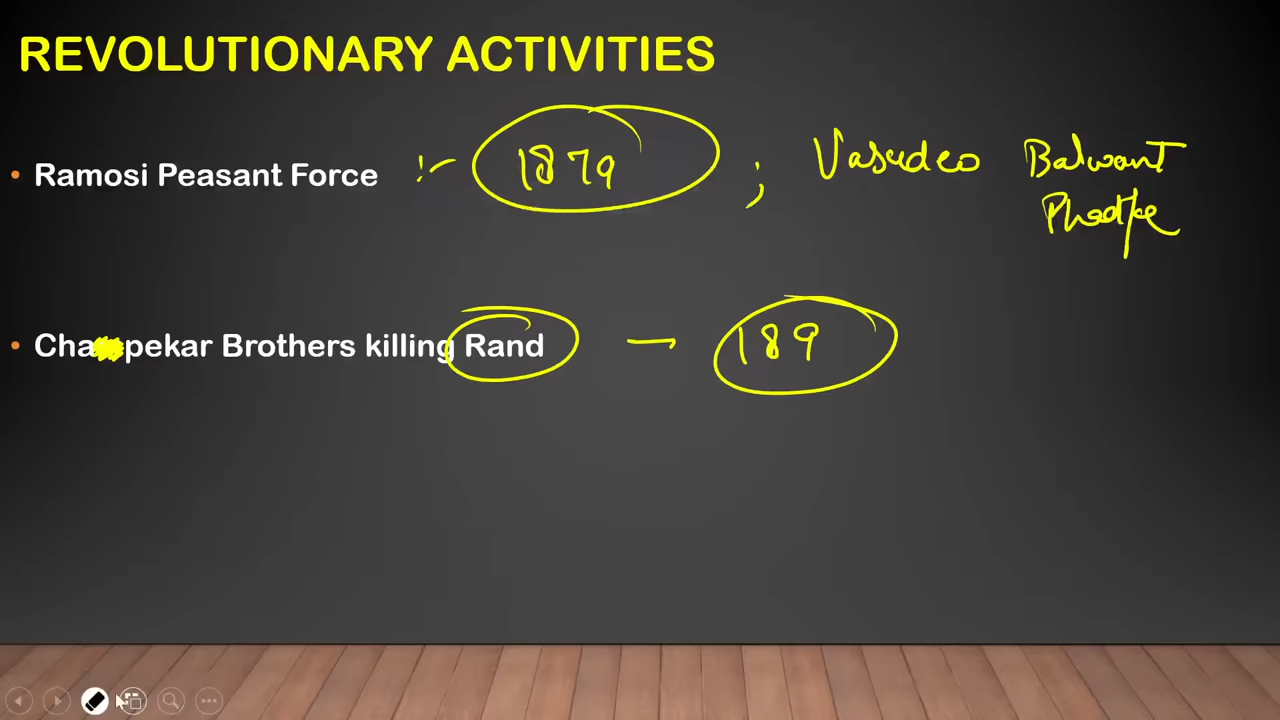 REVOLUTIONARY ACTIVITIES
• Ramosi Peasant Force :- 1879 ; Vasudeo Balwant
Phadke
• Cha pekar Brothers killing Rand – 189